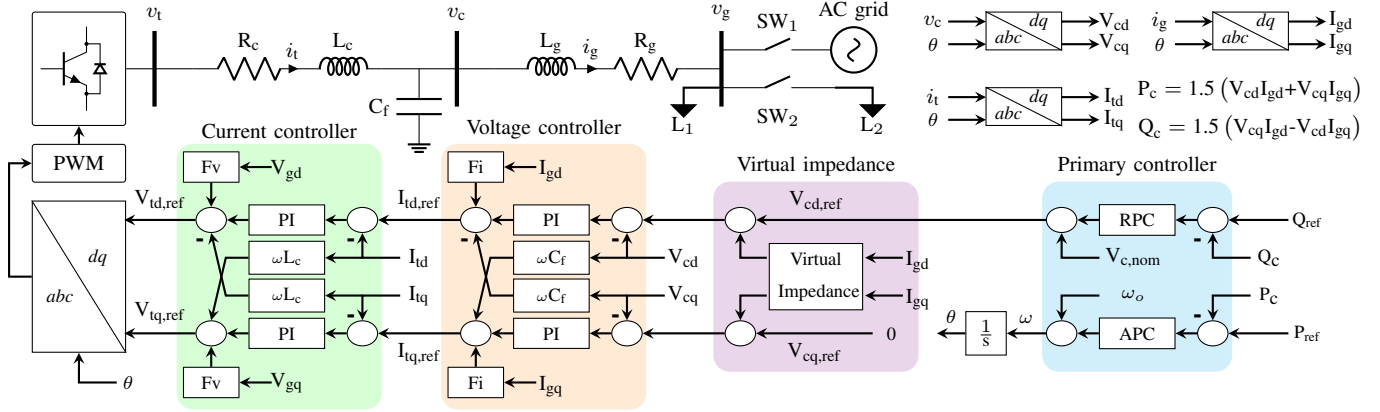 v_t
R_c
i_t
L_c
v_c
C_f
L_g
i_g
R_g
v_g
SW_1
SW_2
AC grid
L_1
L_2
v_c
θ
dq
abc
V_cd
V_cq
i_g
θ
dq
abc
I_gd
I_gq
i_t
θ
dq
abc
I_td
I_tq
P_c = 1.5 (V_cd I_gd+V_cq I_gq)
Q_c = 1.5 (V_cq I_gd-V_cd I_gq)
PWM
Current controller
Voltage controller
Virtual impedance
Primary controller
Fv
V_gd
Fi
I_gd
V_td,ref
PI
I_td,ref
PI
V_cd,ref
RPC
Q_ref
-
-
-
-
-
dq
abc
ωL_c
I_td
ωC_f
V_cd
Virtual
Impedance
I_gd
V_c,nom
Q_c
ωL_c
I_tq
ωC_f
V_cq
I_gq
ω_o
P_c
-
-
-
V_tq,ref
PI
I_tq,ref
PI
V_cq,ref
0
θ
1/s
ω
APC
P_ref
θ
Fv
V_gq
Fi
I_gq